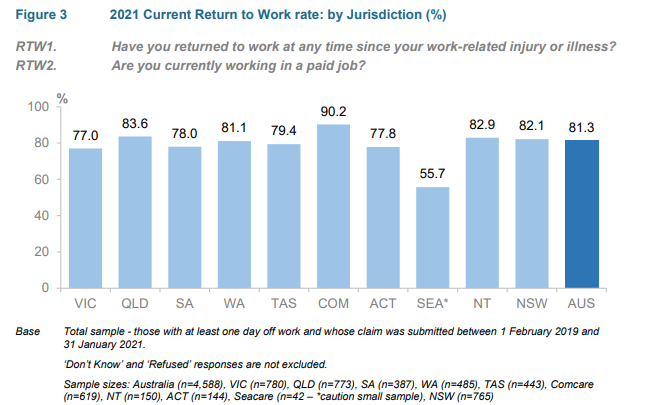 Figure 3 2021 Current Return to Work rate: by Jurisdiction (%)
RTW1. Have you returned to work at any time since your work-related injury or illness?
RTW2. Are you currently working in a paid job?
%
100
80
60
40
20
0
77.0 83.6 78.0 81.1 79.4 90.2 77.8 55.7 82.9 82.1 81.3
VIC QLD SA WA TAS COM ACT SEA* NT NSW AUS
Base Total sample - those with at least one day off work and whose claim was submitted between 1 February 2019 and
31 January 2021.
‘Don’t Know’ and ‘Refused’ responses are not excluded.
Sample sizes: Australia (n=4,588), VIC (n=780), QLD (n=773), SA (n=387), WA (n=485), TAS (n=443), Comcare
(n=619), NT (n=150), ACT (n=144), Seacare (n=42 – *caution small sample), NSW (n=765)